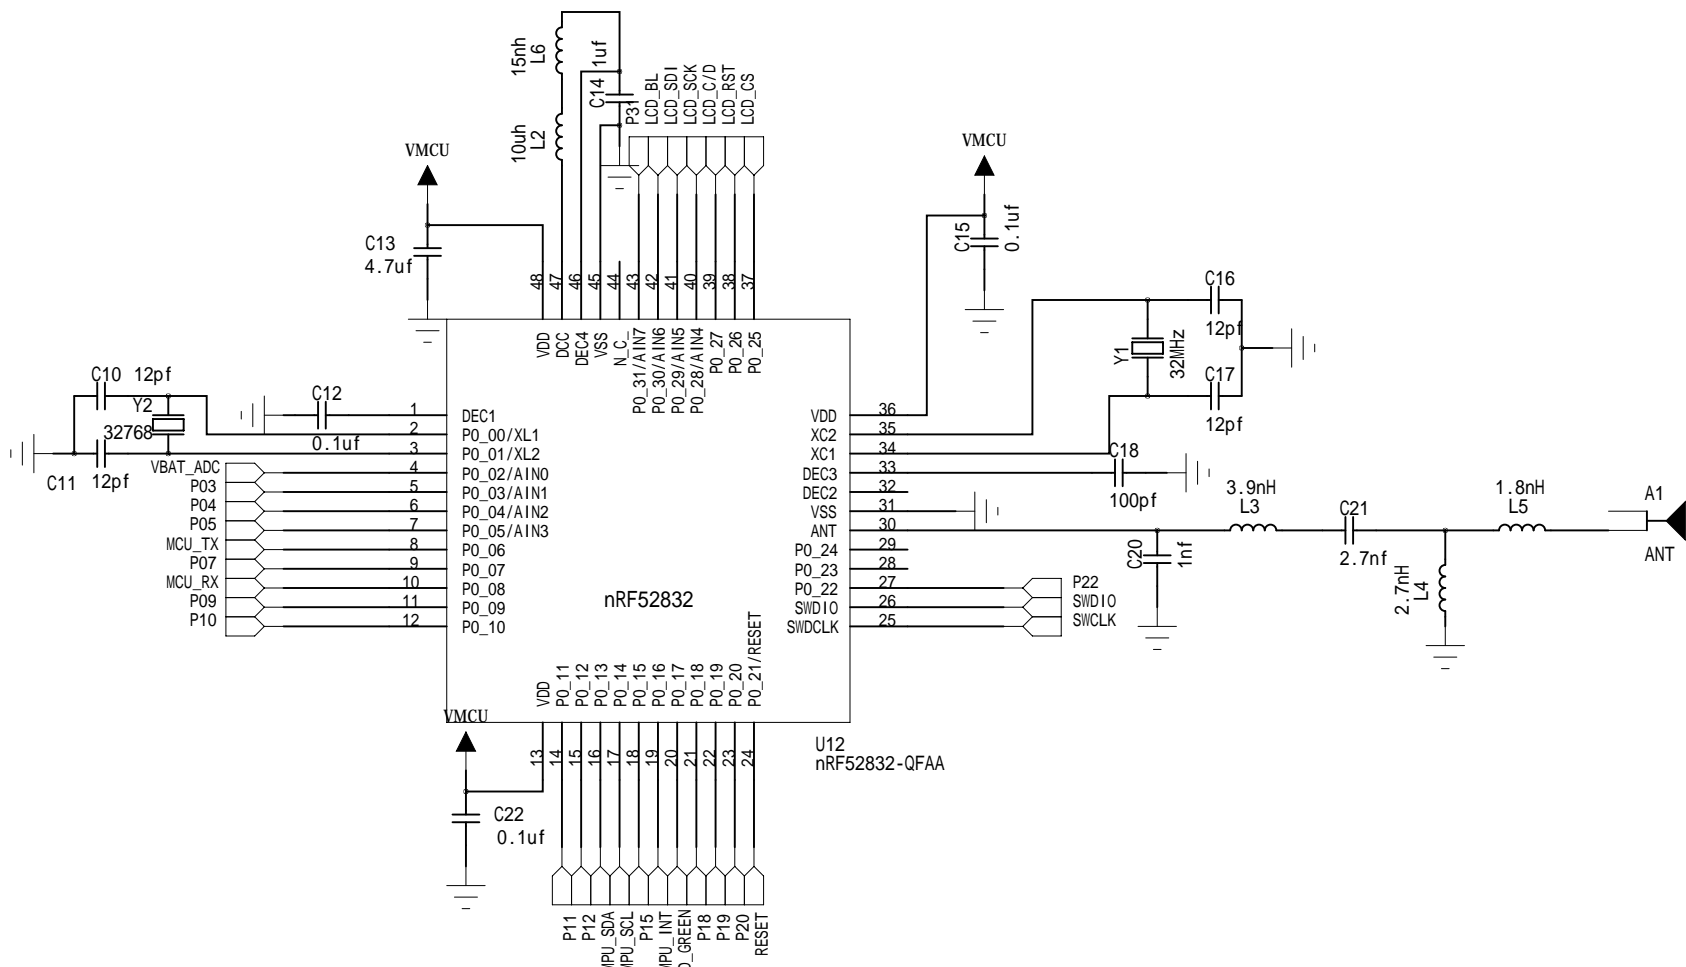 15nh
L6
1uf
C14
10uh
L2
P31
LCD_BL
LCD_SDI
LCD_SCK
LCD_C/D
LCD_RST
LCD_CS
VMCU
C13
4.7uf
VMCU
C15
0.1uf
48
47
46
45
44
43
42
41
40
39
38
37
VDD
DCC
DEC4
VSS
N_C_
P0_31/AIN7
P0_30/AIN6
P0_29/AIN5
P0_28/AIN4
P0_27
P0_26
P0_25
C16
12pf
Y1
32MHz
C17
12pf
C10 12pf
Y2
32768
C11 12pf
C12
0.1uf
1 DEC1
2 P0_00/XL1
3 P0_01/XL2
VBAT_ADC 4 P0_02/AIN0
P03 5 P0_03/AIN1
P04 6 P0_04/AIN2
P05 7 P0_05/AIN3
MCU_TX 8 P0_06
P07 9 P0_07
MCU_RX 10 P0_08
P09 11 P0_09
P10 12 P0_10
nRF52832
VDD 36
XC2 35
XC1 34
DEC3 33
DEC2 32
VSS 31
ANT 30
P0_24 29
P0_23 28
P0_22 27 P22
SWDIO 26 SWDIO
SWDCLK 25 SWCLK
C18
100pf
C20
1nf
3.9nH
L3
C21
2.7nf
2.7nH
L4
1.8nH
L5
A1
ANT
VDD
P0_11
P0_12
P0_13
P0_14
P0_15
P0_16
P0_17
P0_18
P0_19
P0_20
P0_21/RESET
13
14
15
16
17
18
19
20
21
22
23
24
VMCU
C22
0.1uf
U12
nRF52832-QFAA
P11
P12
MPU_SDA
MPU_SCL
P15
MPU_INT
D_GREEN
P18
P19
P20
RESET